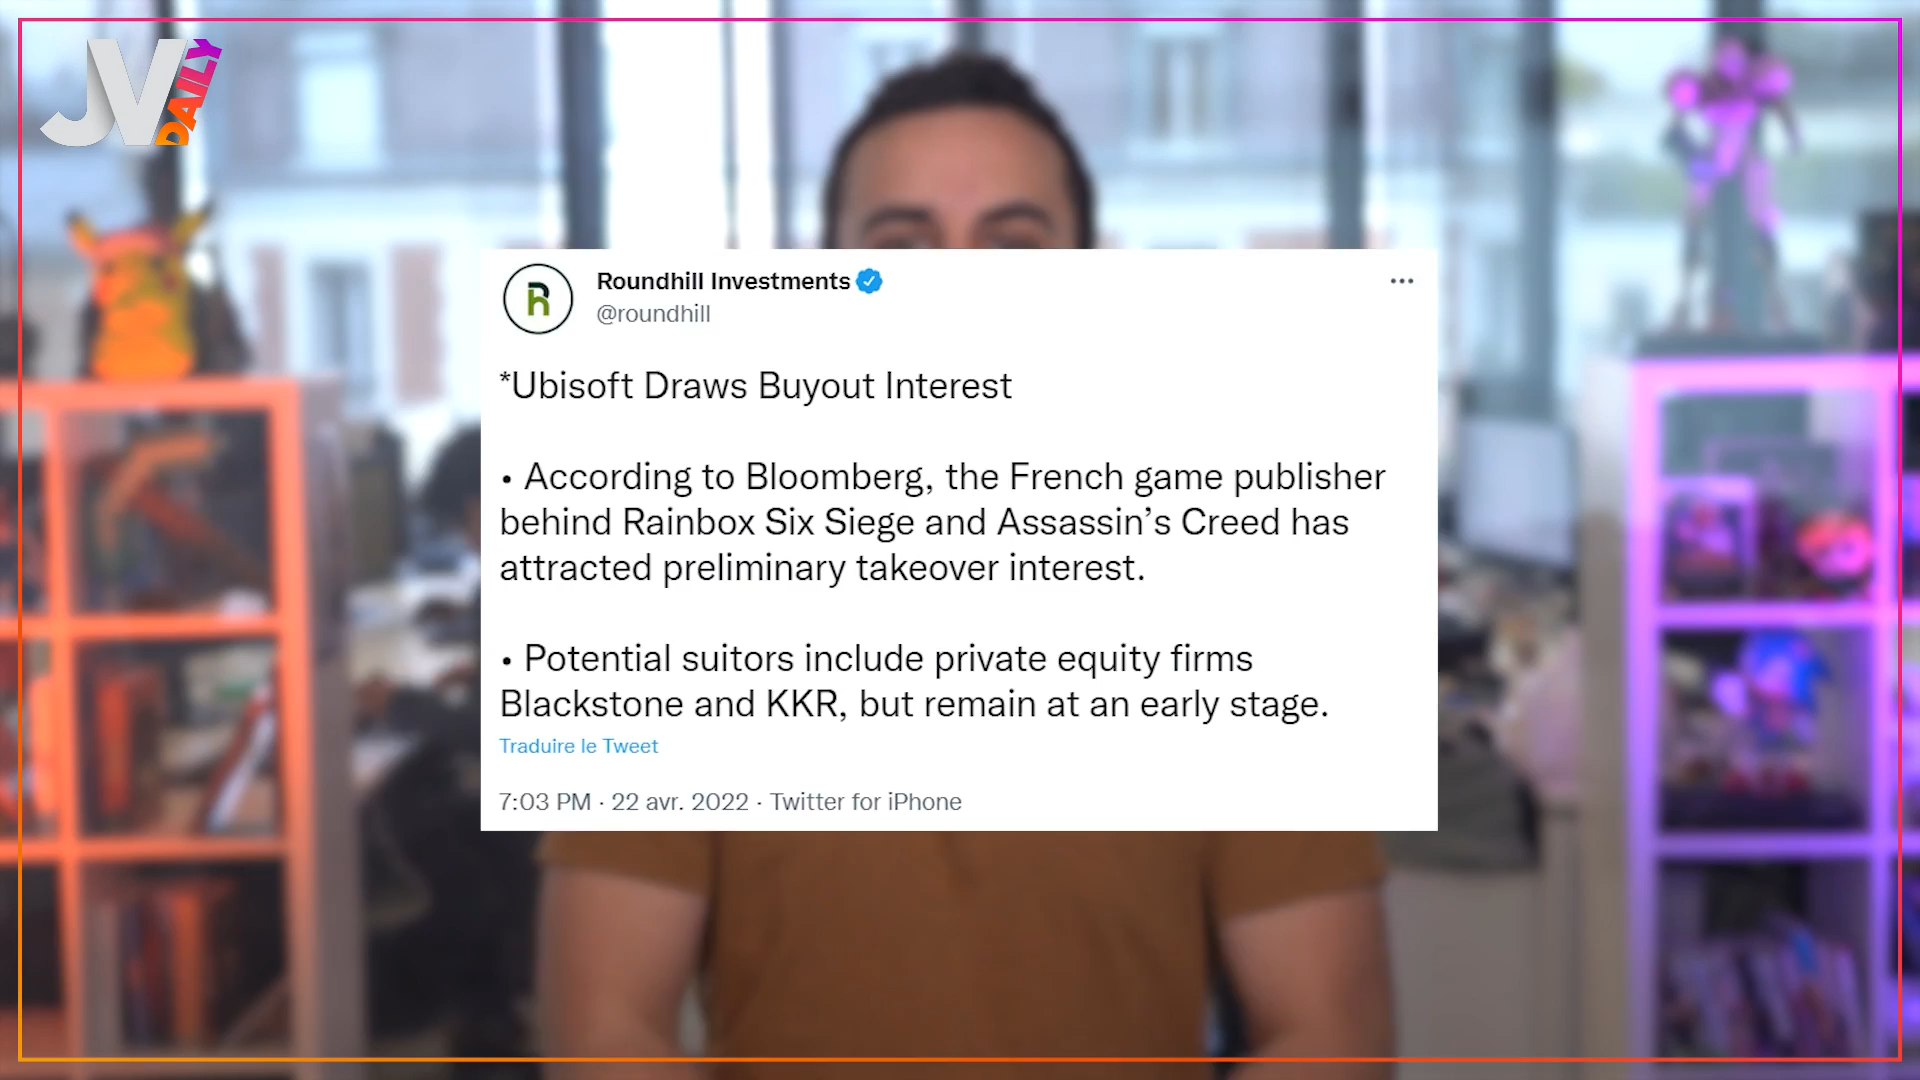 JV DAILY
Roundhill Investments
@roundhill
*Ubisoft Draws Buyout Interest
• According to Bloomberg, the French game publisher
behind Rainbox Six Siege and Assassin’s Creed has
attracted preliminary takeover interest.
• Potential suitors include private equity firms
Blackstone and KKR, but remain at an early stage.
Traduire le Tweet
7:03 PM · 22 avr. 2022 · Twitter for iPhone